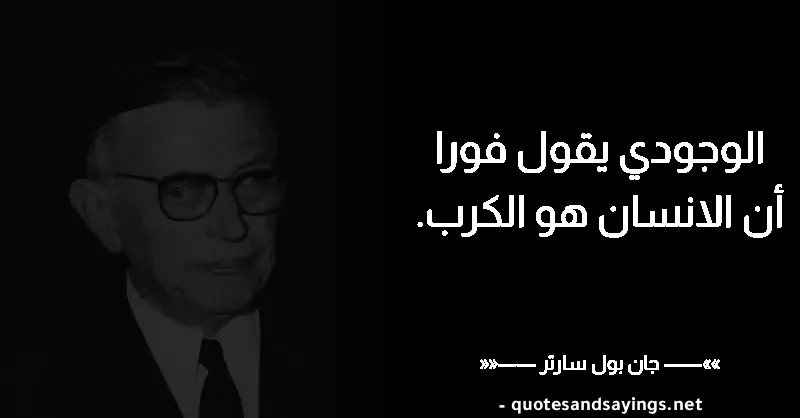 الوجودي يقول فورا
أن الانسان هو الكرب.
»»—— جان بول سارتر ——««
- quotesandsayings.net